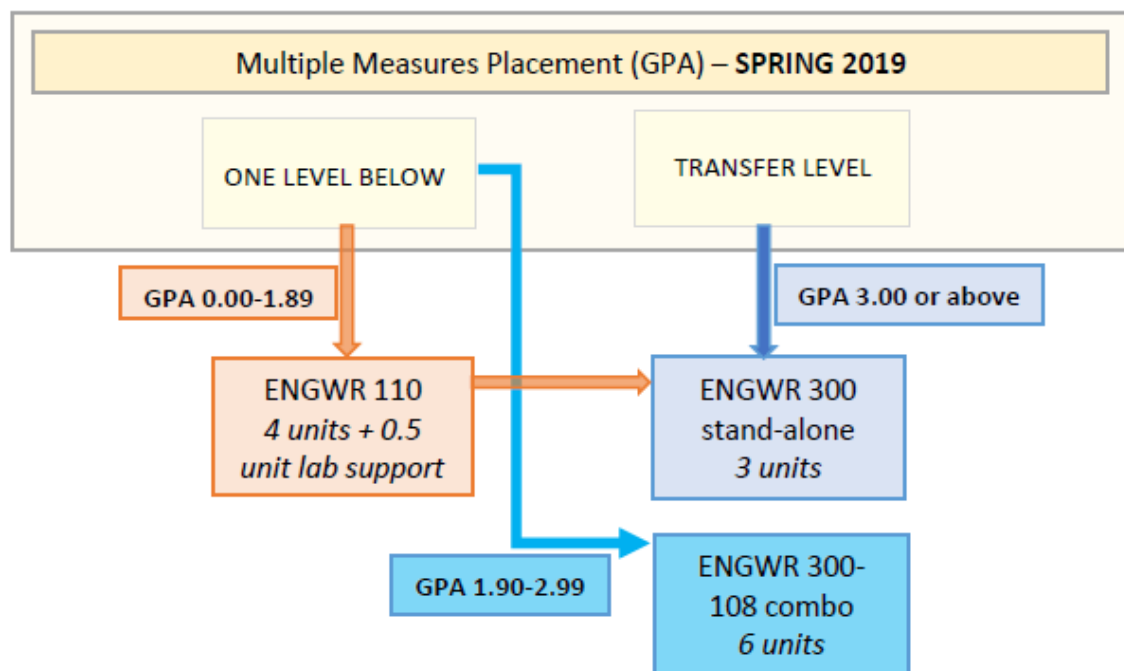 Multiple Measures Placement (GPA) – SPRING 2019
ONE LEVEL BELOW
TRANSFER LEVEL
GPA 0.00-1.89
GPA 3.00 or above
ENGWR 110
4 units + 0.5
unit lab support
ENGWR 300
stand-alone
3 units
GPA 1.90-2.99
ENGWR 300-
108 combo
6 units